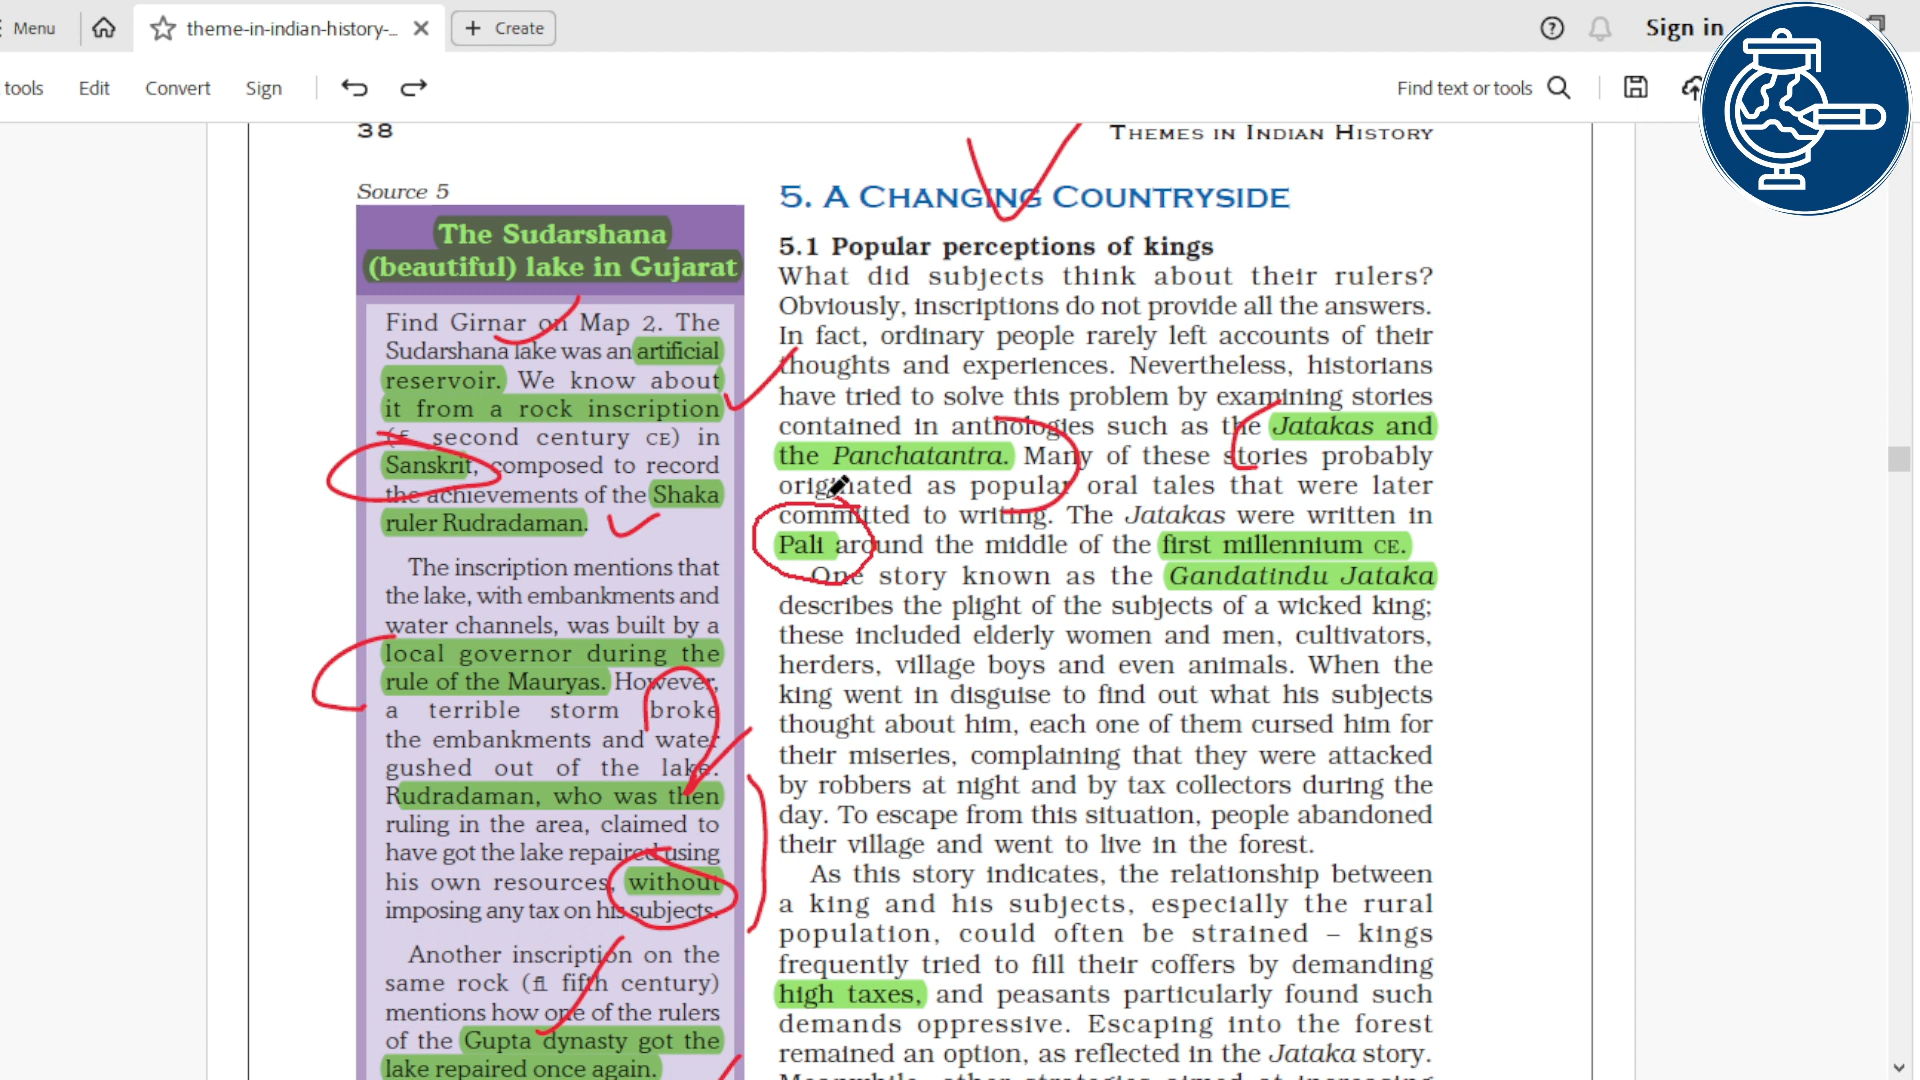 Menu
theme-in-indian-history-...
Create
Sign in
tools
Edit
Convert
Sign
Find text or tools
38
THEMES IN INDIAN HISTORY
Source 5
The Sudarshana
(beautiful) lake in Gujarat
Find Girnar on Map 2. The
Sudarshana lake was an artificial
reservoir. We know about
it from a rock inscription
second century CE) in
Sanskrit, composed to record
the achievements of the Shaka
ruler Rudradaman.
The inscription mentions that
the lake, with embankments and
water channels, was built by a
local governor during the
rule of the Mauryas. However,
a terrible storm broke
the embankments and water
gushed out of the lake.
Rudradaman, who was then
ruling in the area, claimed to
have got the lake repaired using
his own resources, without
imposing any tax on his subjects.
Another inscription on the
same rock (fl fifth century)
mentions how one of the rulers
of the Gupta dynasty got the
lake repaired once again.
5. A CHANGING COUNTRYSIDE
5.1 Popular perceptions of kings
What did subjects think about their rulers?
Obviously, inscriptions do not provide all the answers.
In fact, ordinary people rarely left accounts of their
thoughts and experiences. Nevertheless, historians
have tried to solve this problem by examining stories
contained in anthologies such as the Jatakas and
the Panchatantra. Many of these stories probably
originated as popular oral tales that were later
committed to writing. The Jatakas were written in
Pali around the middle of the first millennium CE.
One story known as the Gandatindu Jataka
describes the plight of the subjects of a wicked king;
these included elderly women and men, cultivators,
herders, village boys and even animals. When the
king went in disguise to find out what his subjects
thought about him, each one of them cursed him for
their miseries, complaining that they were attacked
by robbers at night and by tax collectors during the
day. To escape from this situation, people abandoned
their village and went to live in the forest.
As this story indicates, the relationship between
a king and his subjects, especially the rural
population, could often be strained – kings
frequently tried to fill their coffers by demanding
high taxes, and peasants particularly found such
demands oppressive. Escaping into the forest
remained an option, as reflected in the Jataka story.